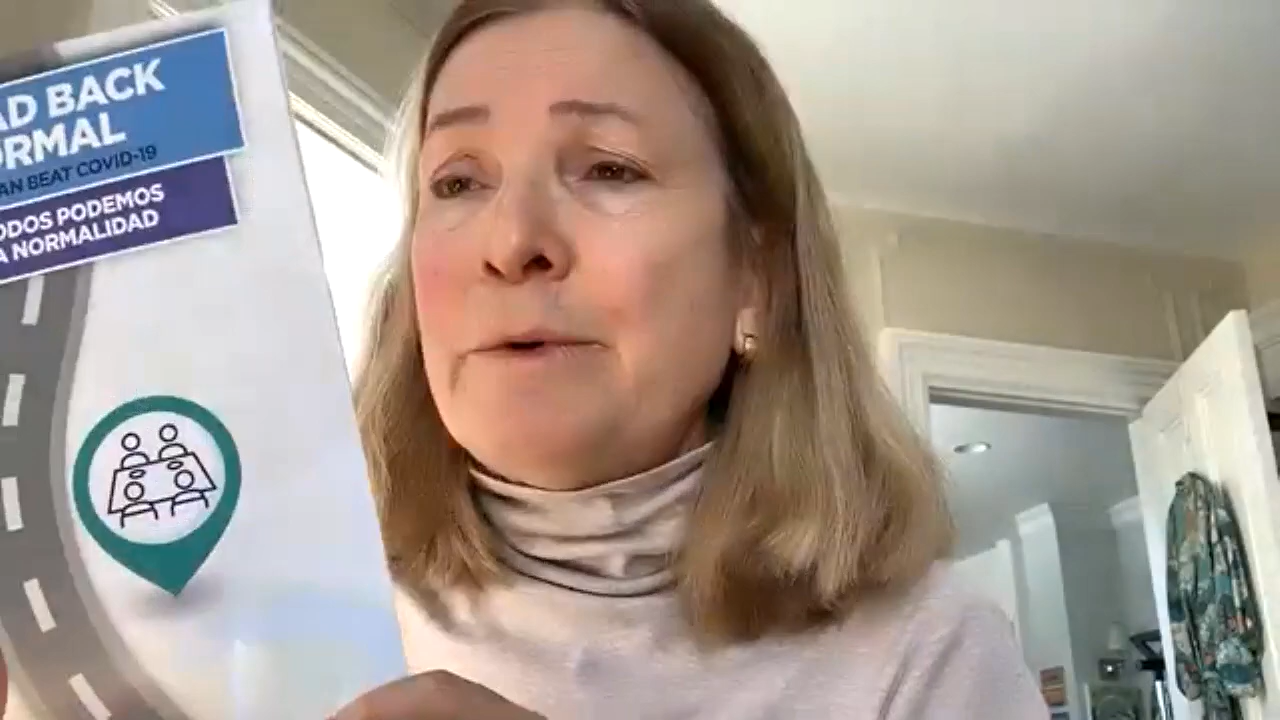 AD BACK
ORMAL
AN BEAT COVID-19
ODOS PODEMOS
A NORMALIDAD